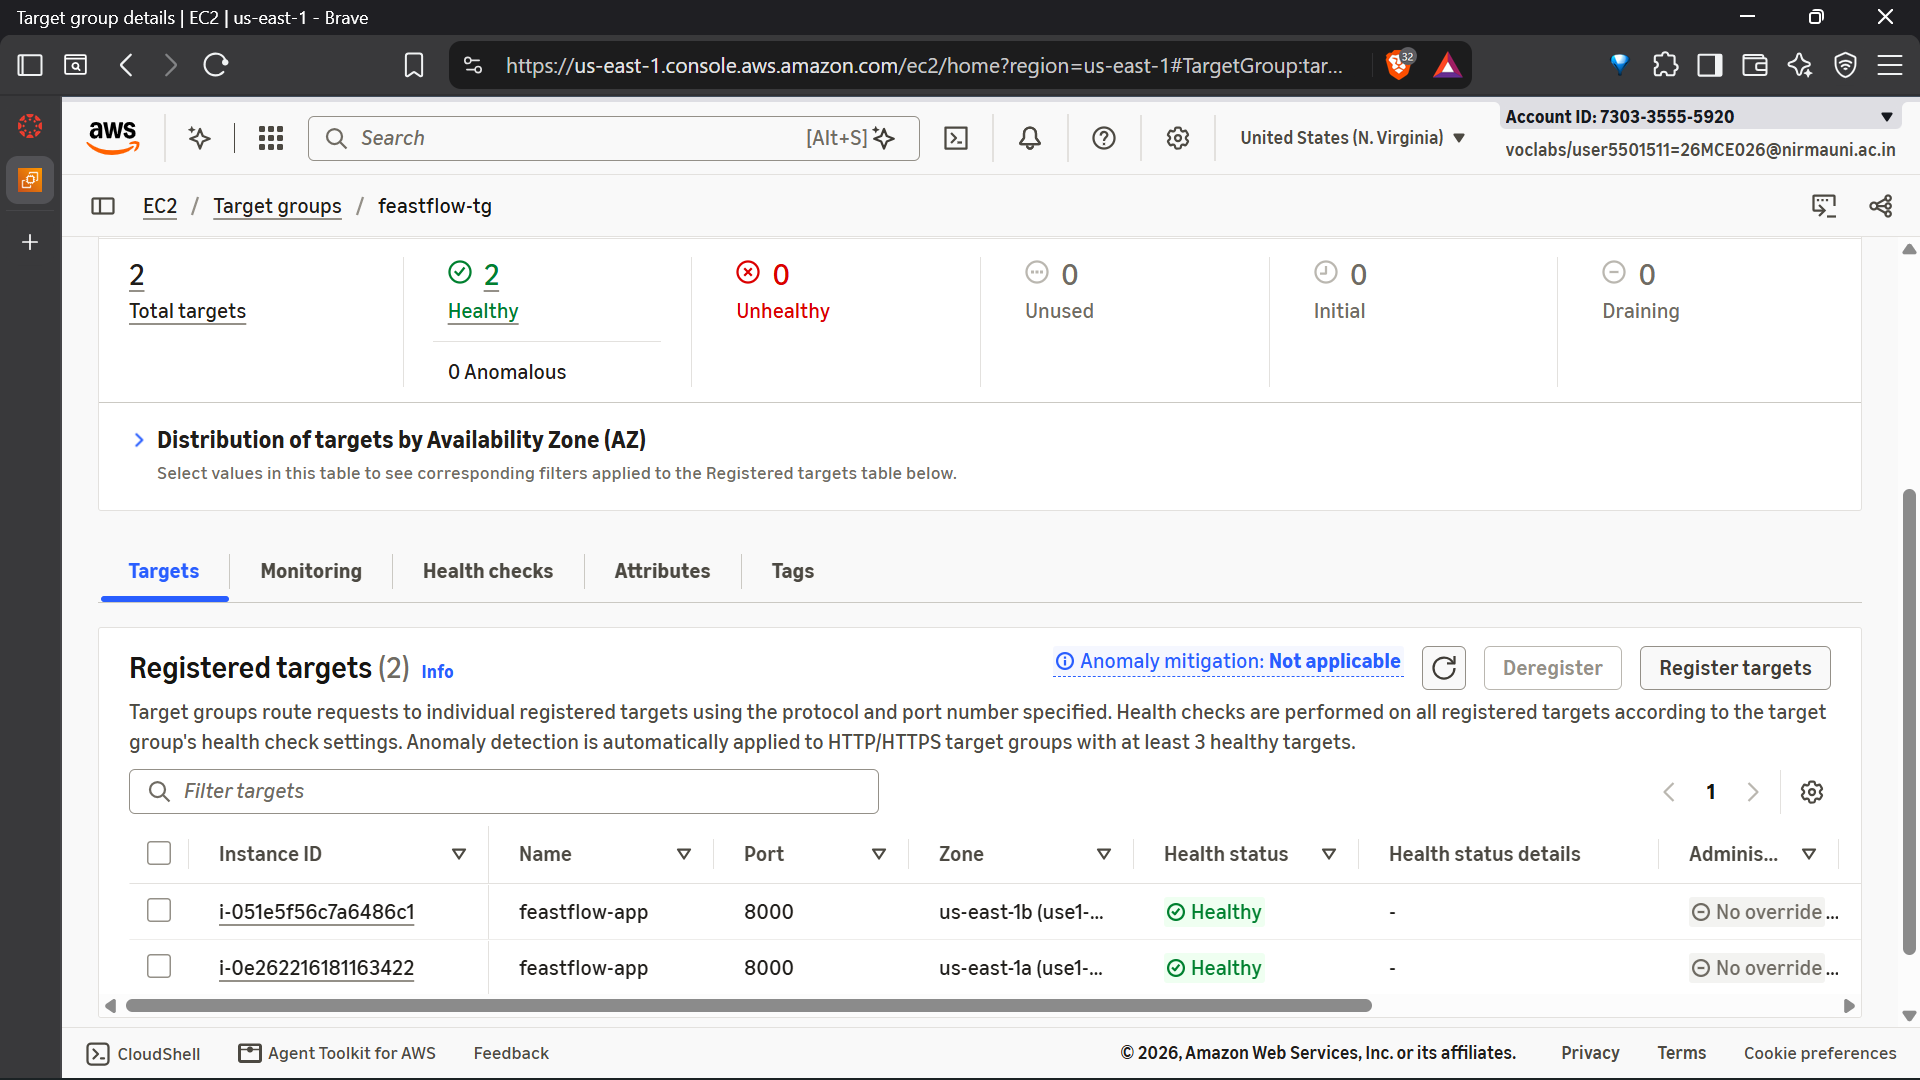 Target group details | EC2 | us-east-1 - Brave
https://us-east-1.console.aws.amazon.com/ec2/home?region=us-east-1#TargetGroup:tar...
32
aws
Search
[Alt+S]
United States (N. Virginia)
Account ID: 7303-3555-5920
voclabs/user5501511=26MCE026@nirmauni.ac.in
EC2 / Target groups / feastflow-tg
2
Total targets
2
Healthy
0 Anomalous
0
Unhealthy
0
Unused
0
Initial
0
Draining
Distribution of targets by Availability Zone (AZ)
Select values in this table to see corresponding filters applied to the Registered targets table below.
Targets
Monitoring
Health checks
Attributes
Tags
Registered targets (2) Info
Anomaly mitigation: Not applicable
Deregister
Register targets
Target groups route requests to individual registered targets using the protocol and port number specified. Health checks are performed on all registered targets according to the target
group's health check settings. Anomaly detection is automatically applied to HTTP/HTTPS target groups with at least 3 healthy targets.
Filter targets
1
Instance ID Name Port Zone Health status Health status details Adminis...
i-051e5f56c7a6486c1 feastflow-app 8000 us-east-1b (use1-... Healthy - No override ...
i-0e262216181163422 feastflow-app 8000 us-east-1a (use1-... Healthy - No override ...
CloudShell
Agent Toolkit for AWS
Feedback
© 2026, Amazon Web Services, Inc. or its affiliates.
Privacy
Terms
Cookie preferences